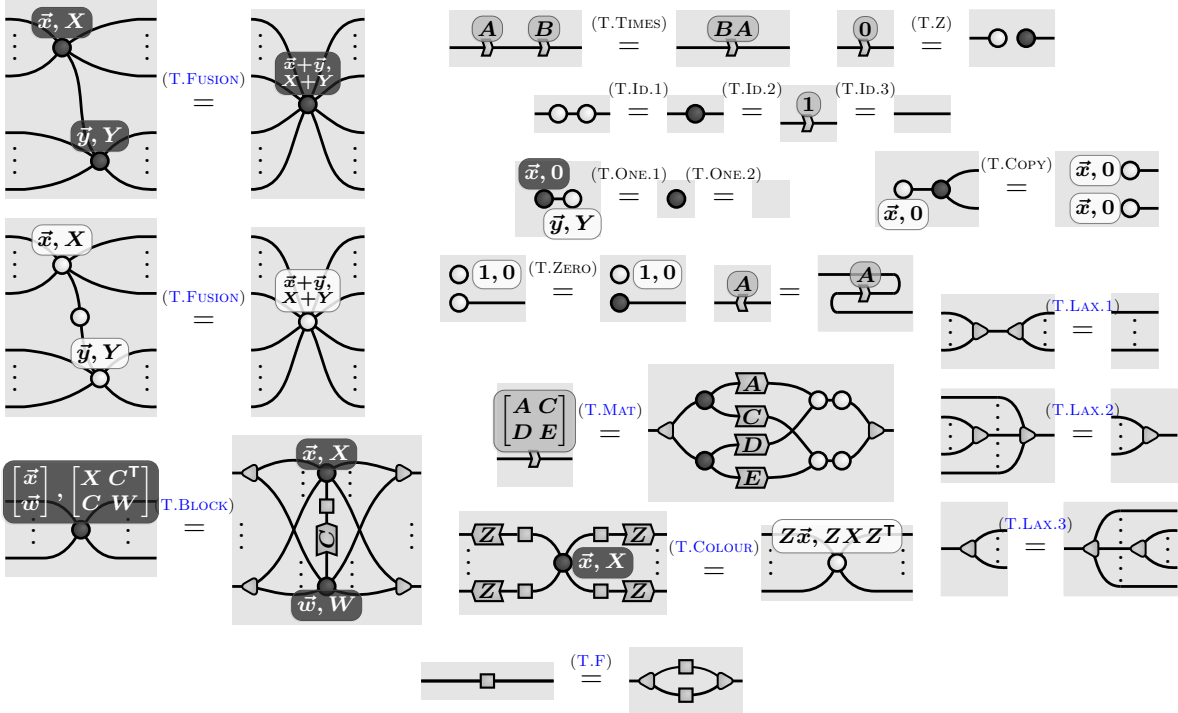 x⃗, X
(T.Fusion)
=
x⃗+y⃗,
X+Y
y⃗, Y
A B
(T.Times)
=
BA
0
(T.Z)
=
(T.Id.1)
=
(T.Id.2)
=
1
(T.Id.3)
=
x⃗, 0
y⃗, Y
(T.One.1)
=
(T.One.2)
=
x⃗, 0
(T.Copy)
=
x⃗, 0
x⃗, 0
x⃗, X
(T.Fusion)
=
x⃗+y⃗,
X+Y
y⃗, Y
1, 0
(T.Zero)
=
1, 0
A
=
A
(T.Lax.1)
=
[A C]
[D E]
(T.Mat)
=
A
C
D
E
(T.Lax.2)
=
[x⃗] , [X Cᵀ]
[w⃗] [C W]
(T.Block)
=
x⃗, X
C
w⃗, W
Z Z
x⃗, X
Z Z
(T.Colour)
=
Zx⃗, ZXZᵀ
(T.Lax.3)
=
(T.F)
=